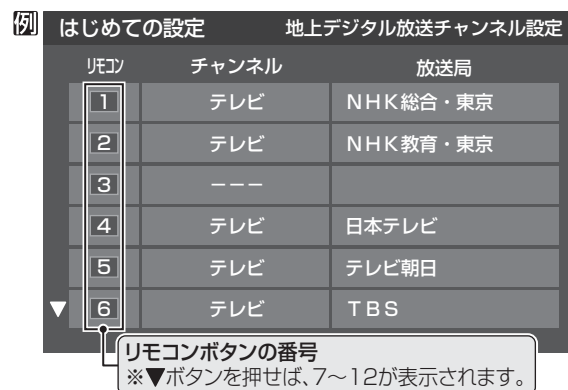 例
はじめての設定 地上デジタル放送チャンネル設定
リモコン チャンネル 放送局
1 テレビ NHK総合・東京
2 テレビ NHK教育・東京
3 −−−
4 テレビ 日本テレビ
5 テレビ テレビ朝日
▼ 6 テレビ TBS
リモコンボタンの番号
※▼ボタンを押せば、7〜12が表示されます。